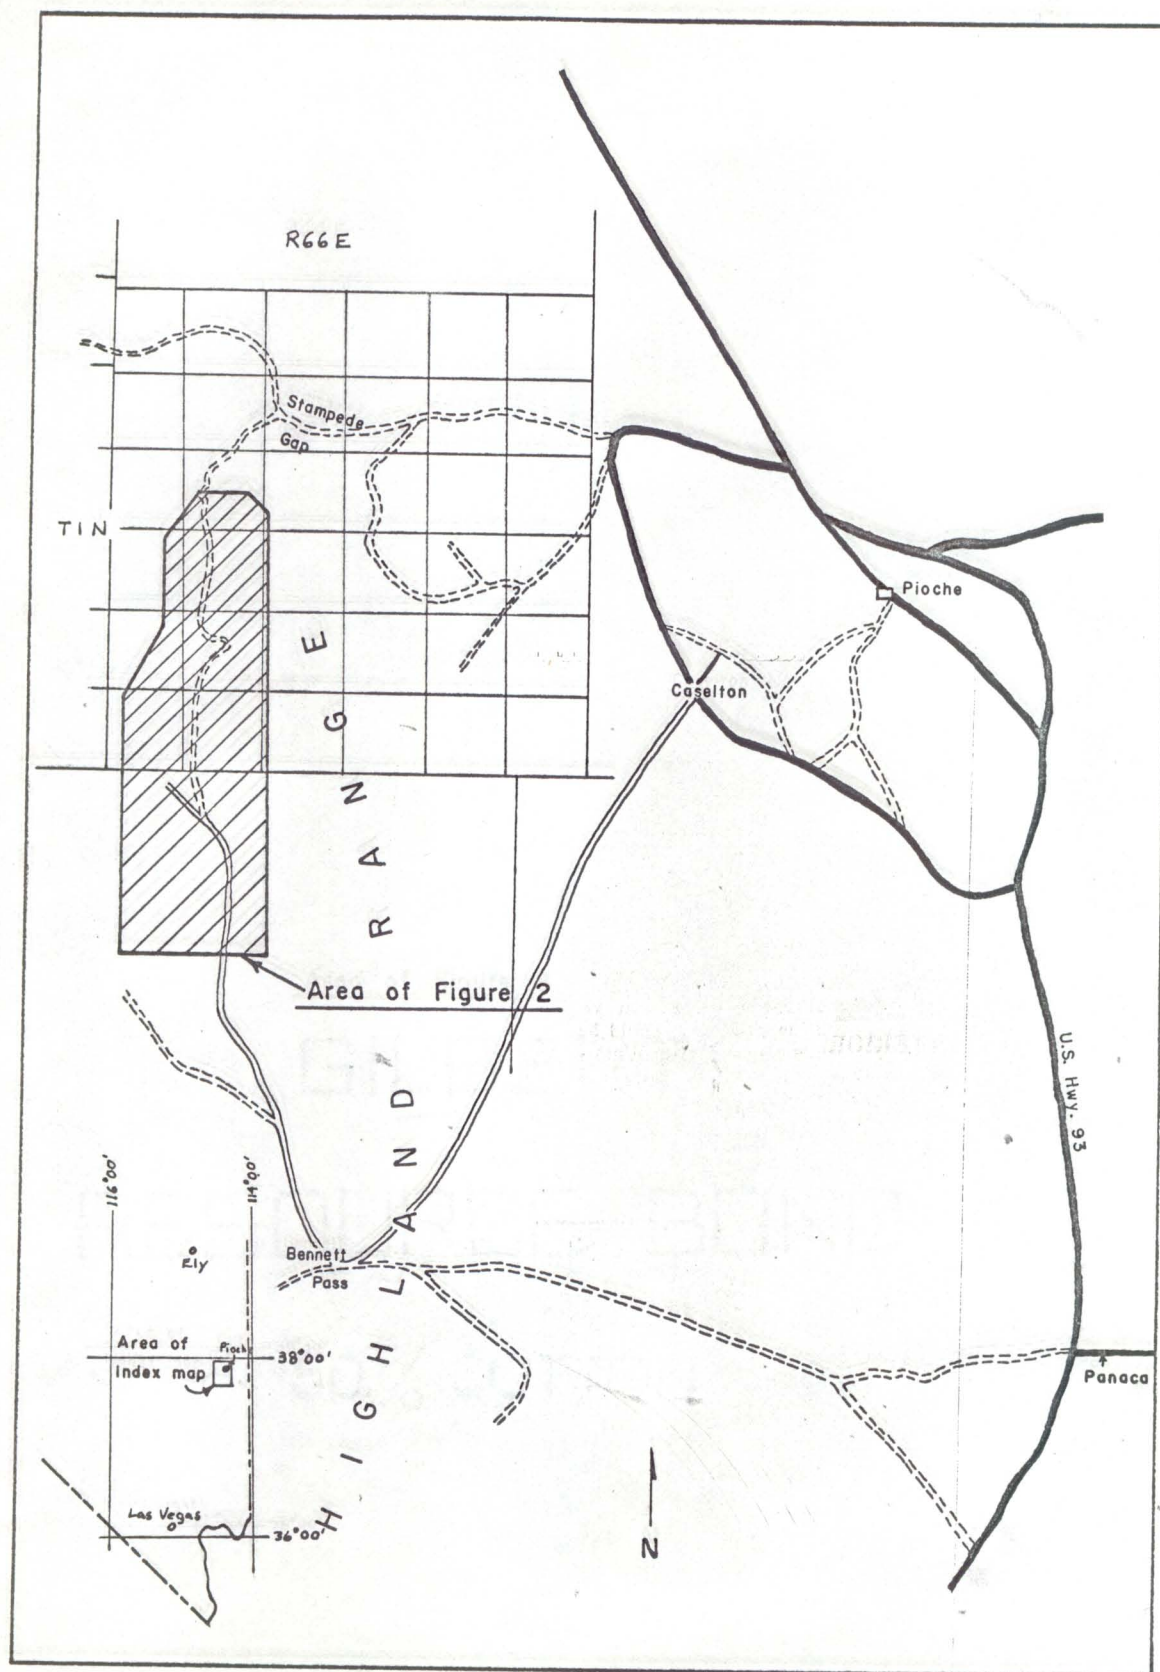 R66E
Stampede
Gap
T1N
Pioche
Caselton
Area of Figure 2
U.S. Hwy. 93
HIGHLAND RANGE
Bennett
Pass
Panaca
N
116°00'
114°00'
Ely
Area of
Index map
Pioche
38°00'
Las Vegas
36°00'